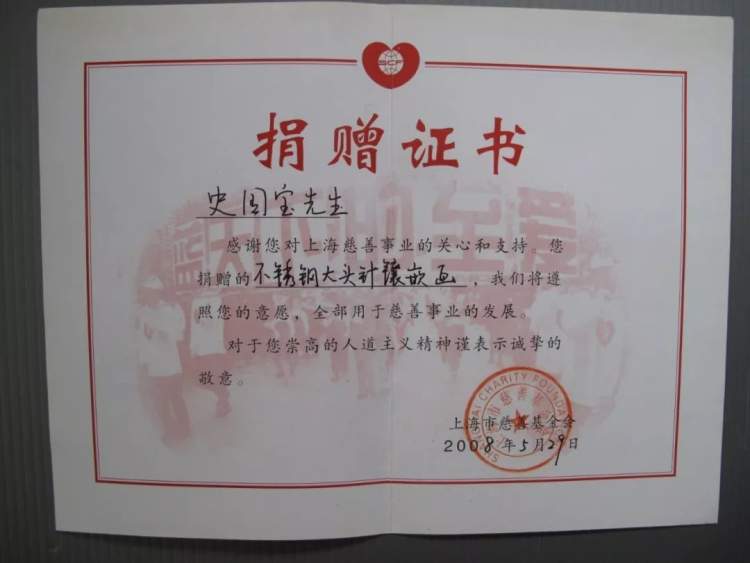 SCF
捐赠证书
史国宝先生
感谢您对上海慈善事业的关心和支持。您
捐赠的不锈钢大头针镶嵌画，我们将遵
照您的意愿，全部用于慈善事业的发展。
对于您崇高的人道主义精神谨表示诚挚的
敬意。
SHANGHAI CHARITY FOUNDATION
上海市慈善基金会
2008年5月29日